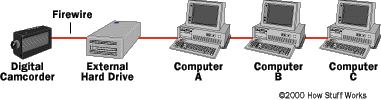 Firewire
Digital
Camcorder
External
Hard Drive
Computer
A
Computer
B
Computer
C
©2000 How Stuff Works